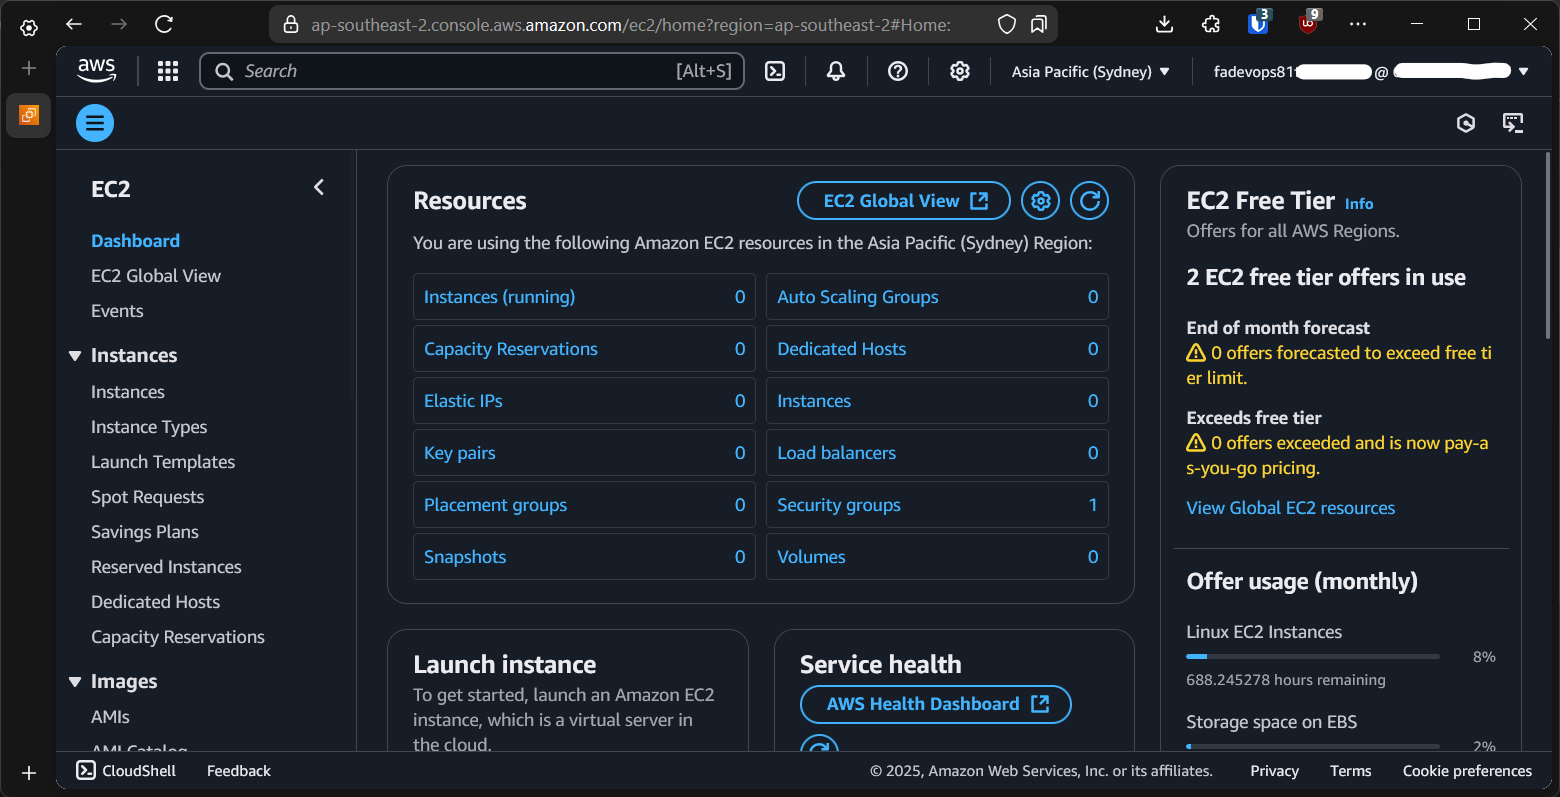 ap-southeast-2.console.aws.amazon.com/ec2/home?region=ap-southeast-2#Home:
3
9
aws
Search
[Alt+S]
Asia Pacific (Sydney)
@
EC2
Dashboard
EC2 Global View
Events
Instances
Instances
Instance Types
Launch Templates
Spot Requests
Savings Plans
Reserved Instances
Dedicated Hosts
Capacity Reservations
Images
AMIs
AMI Catalog
Resources
EC2 Global View
You are using the following Amazon EC2 resources in the Asia Pacific (Sydney) Region:
Instances (running) 0
Auto Scaling Groups 0
Capacity Reservations 0
Dedicated Hosts 0
Elastic IPs 0
Instances 0
Key pairs 0
Load balancers 0
Placement groups 0
Security groups 1
Snapshots 0
Volumes 0
Launch instance
To get started, launch an Amazon EC2
instance, which is a virtual server in
the cloud.
Service health
AWS Health Dashboard
EC2 Free Tier Info
Offers for all AWS Regions.
2 EC2 free tier offers in use
End of month forecast
0 offers forecasted to exceed free ti
er limit.
Exceeds free tier
0 offers exceeded and is now pay-a
s-you-go pricing.
View Global EC2 resources
Offer usage (monthly)
Linux EC2 Instances
8%
688.245278 hours remaining
Storage space on EBS
2%
CloudShell
Feedback
© 2025, Amazon Web Services, Inc. or its affiliates.
Privacy
Terms
Cookie preferences